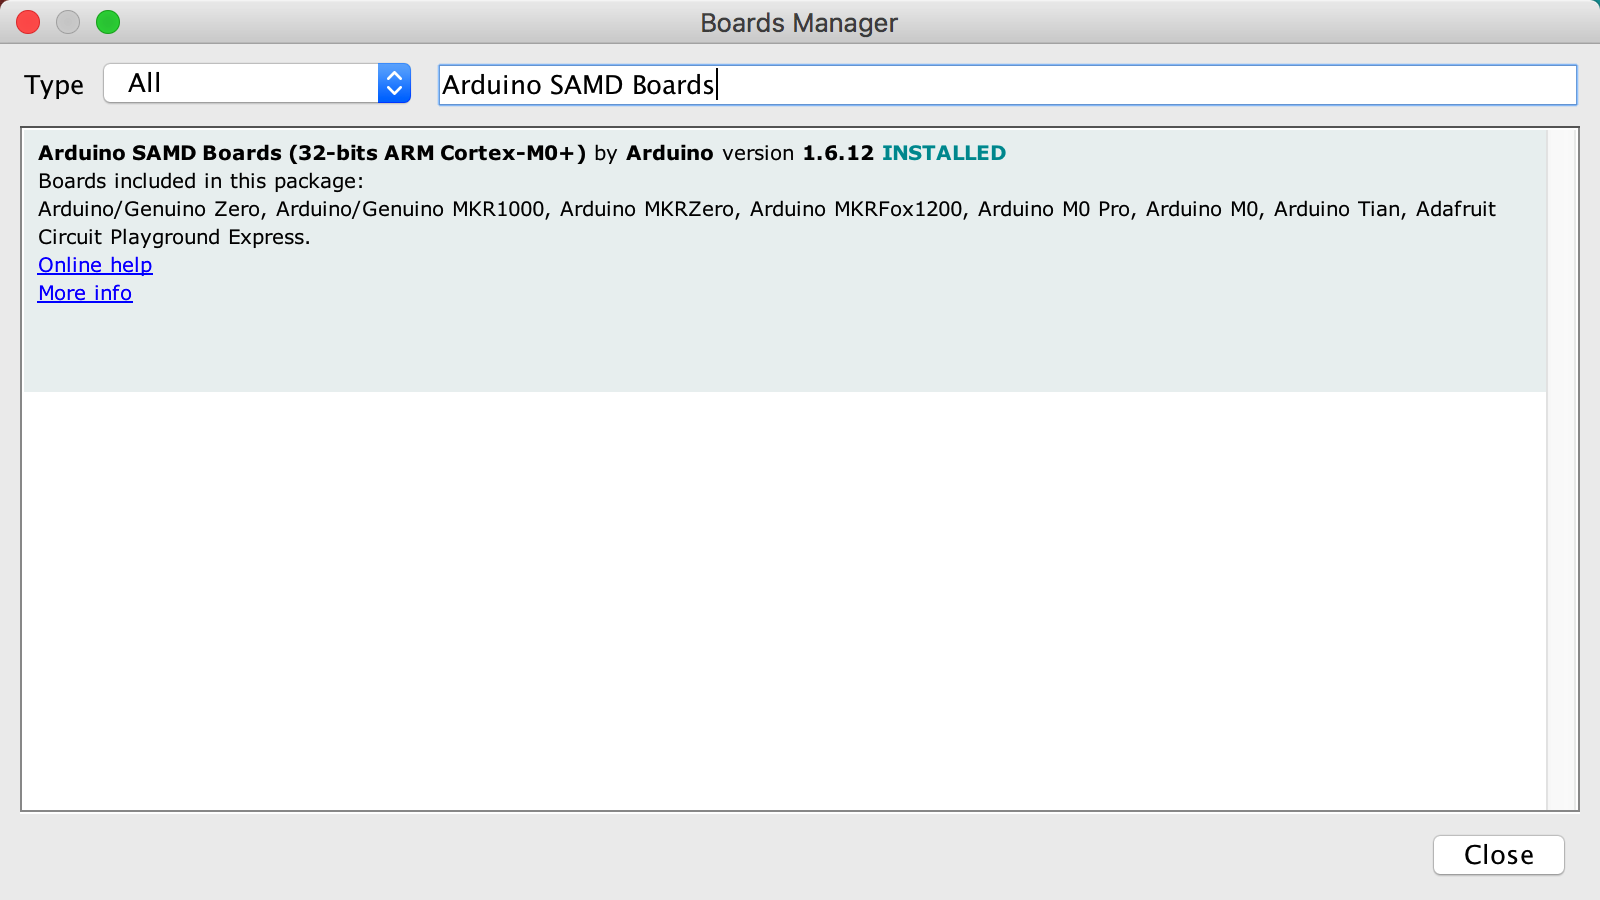 Boards Manager
Type All Arduino SAMD Boards
Arduino SAMD Boards (32-bits ARM Cortex-M0+) by Arduino version 1.6.12 INSTALLED
Boards included in this package:
Arduino/Genuino Zero, Arduino/Genuino MKR1000, Arduino MKRZero, Arduino MKRFox1200, Arduino M0 Pro, Arduino M0, Arduino Tian, Adafruit
Circuit Playground Express.
Online help
More info
Close